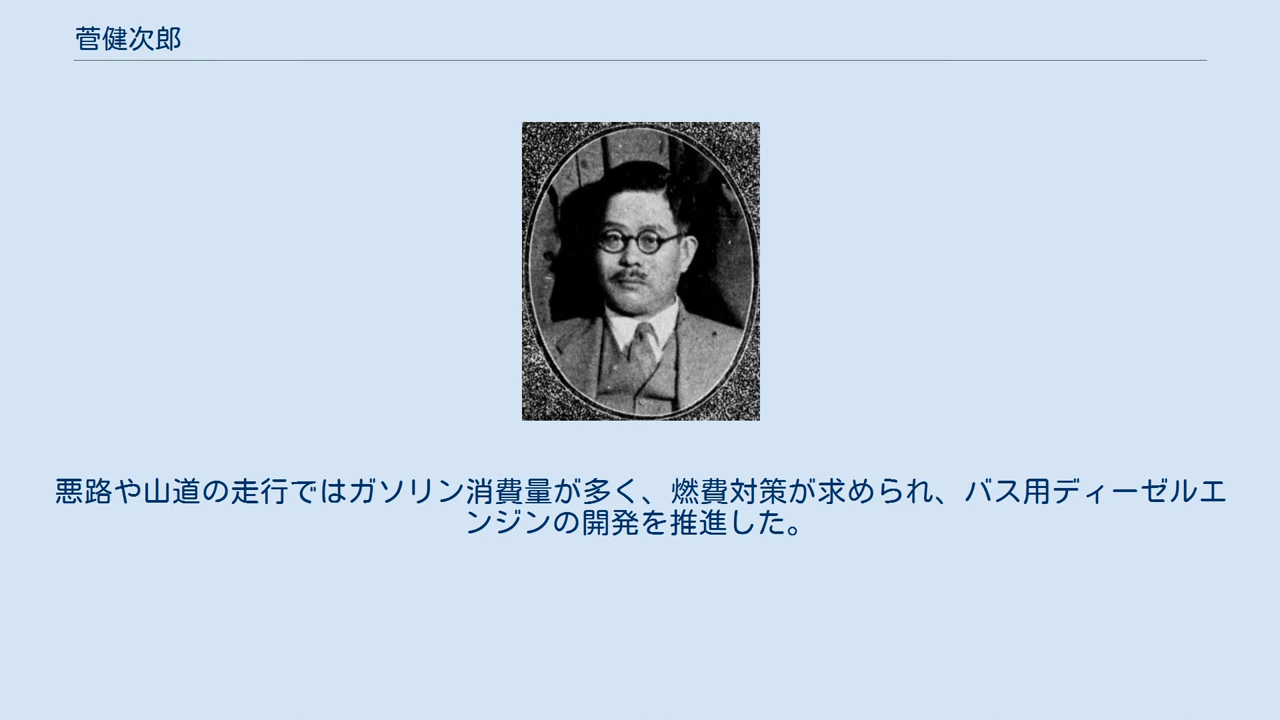 菅健次郎
悪路や山道の走行ではガソリン消費量が多く、燃費対策が求められ、バス用ディーゼルエ
ンジンの開発を推進した。